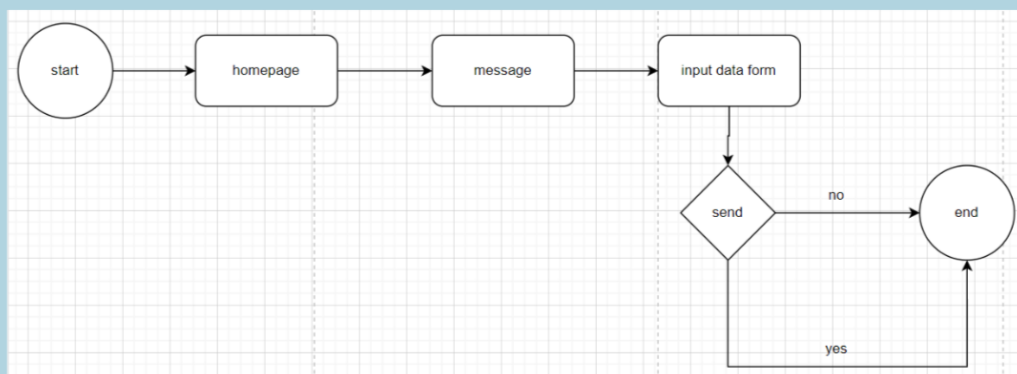 start
homepage
message
input data form
send
no
end
yes